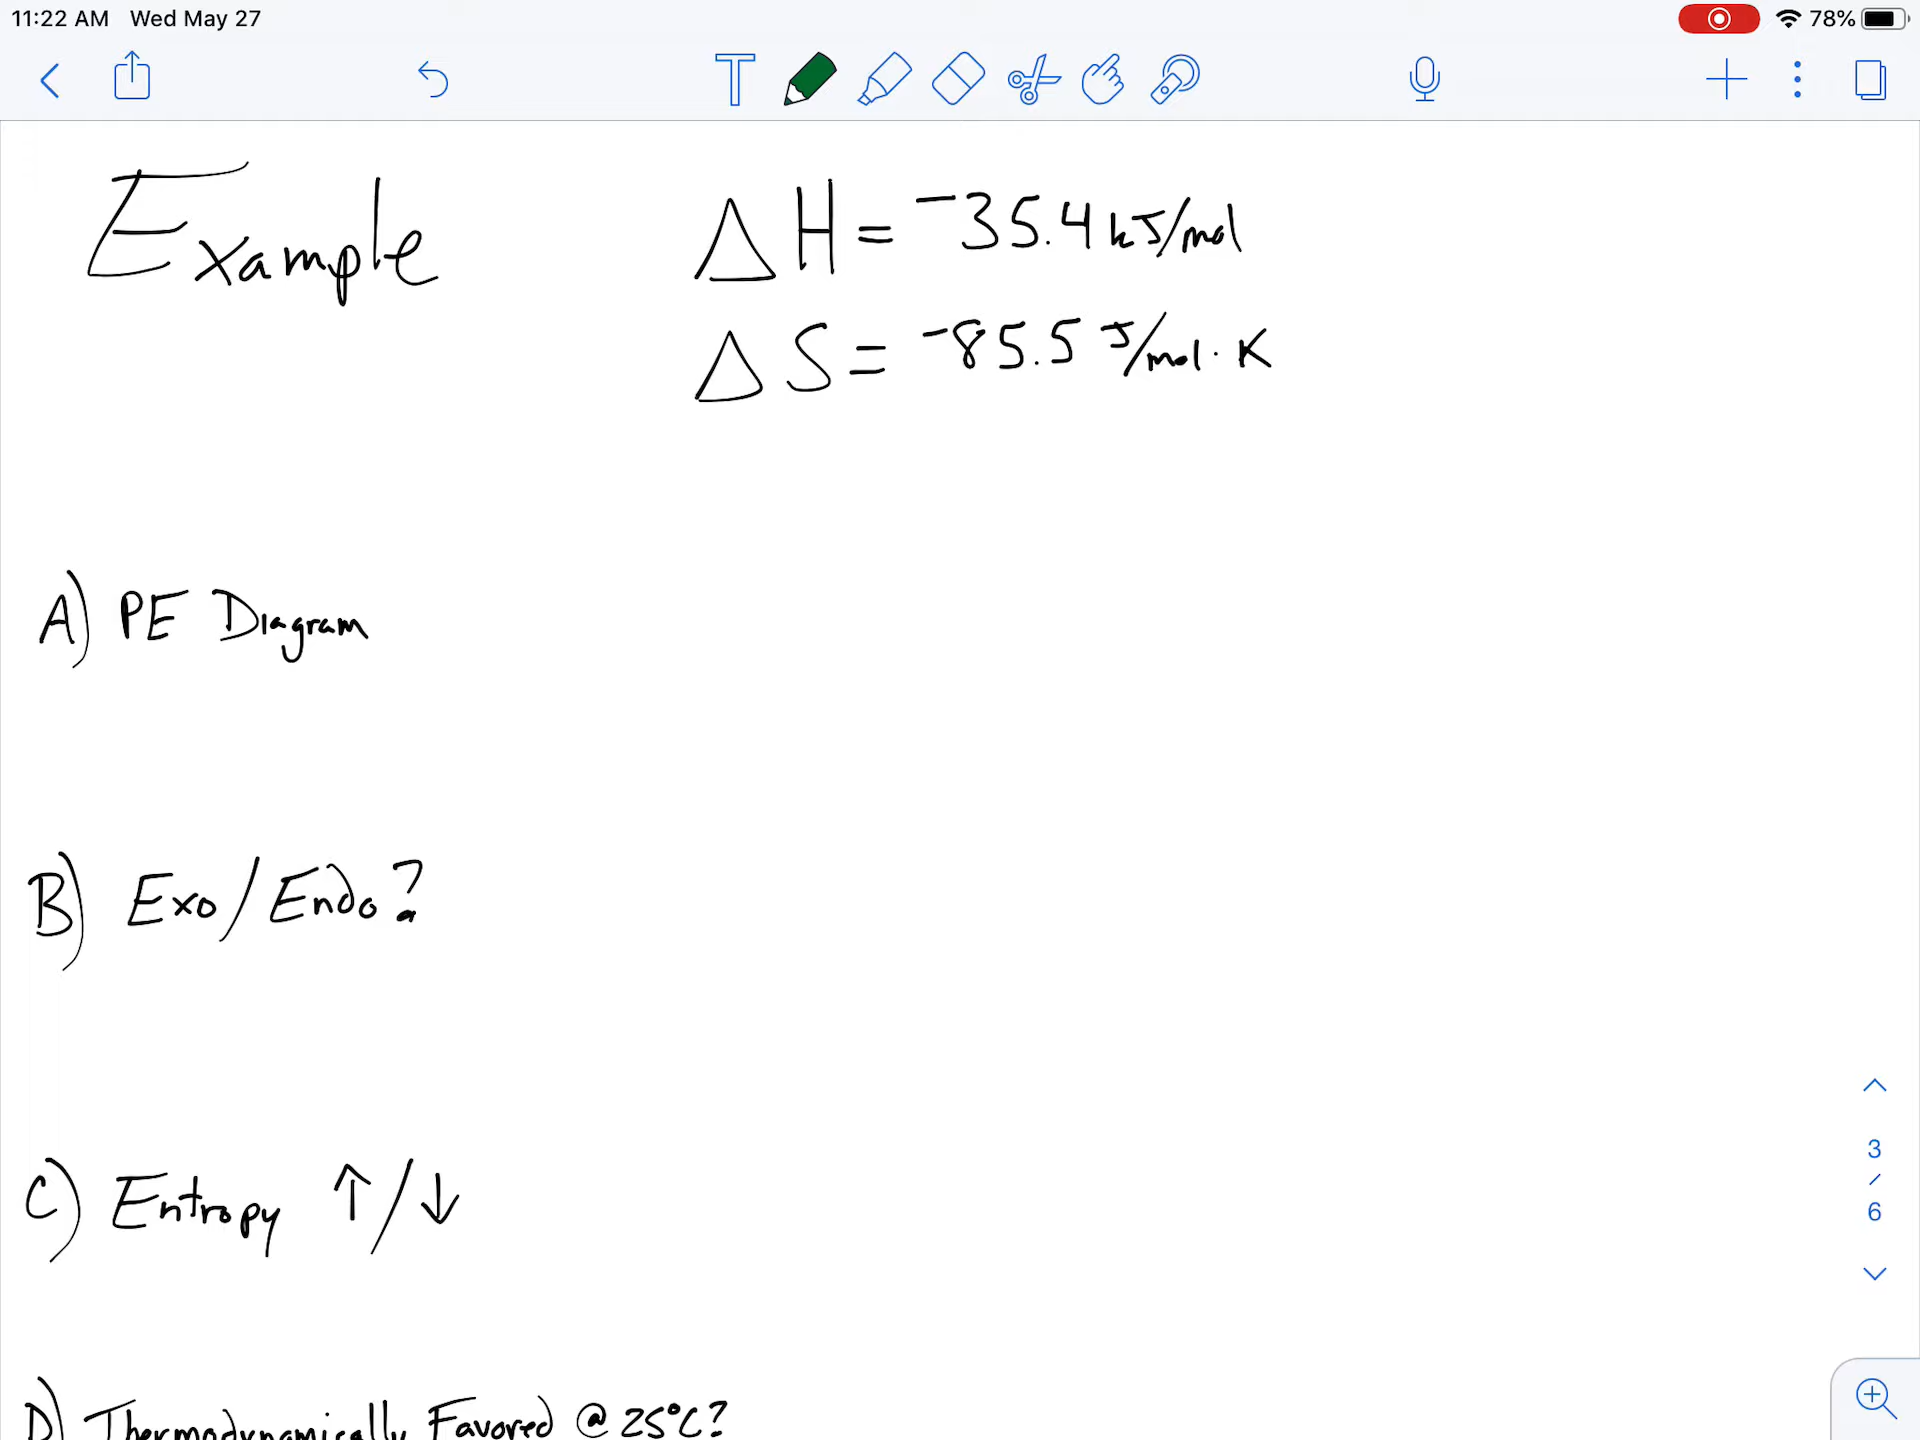 11:22 AM Wed May 27 78%
T
Example ΔH = ⁻35.4 kJ/mol
ΔS = ⁻85.5 J/mol · K
A) PE Diagram
B) Exo/Endo?
C) Entropy ↑/↓
3
/
6
D) Thermodynamically Favored @ 25°C?